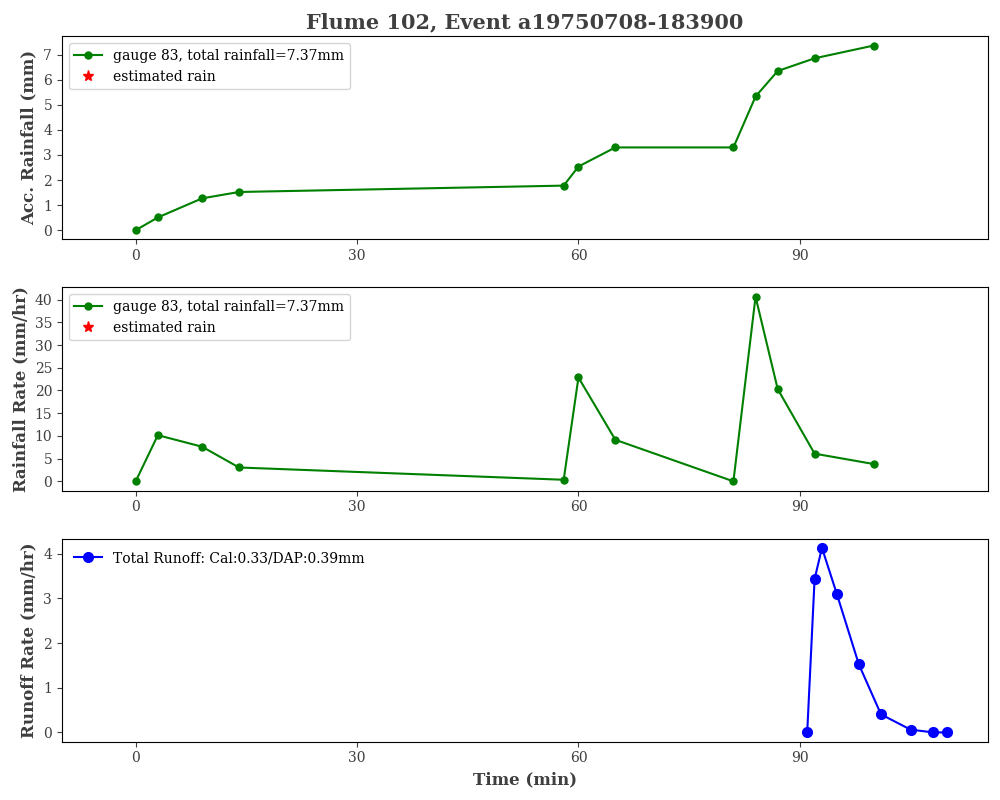 Flume 102, Event a19750708-183900
gauge 83, total rainfall=7.37mm
estimated rain
Acc. Rainfall (mm)
7
6
5
4
3
2
1
0
0 30 60 90
gauge 83, total rainfall=7.37mm
estimated rain
Rainfall Rate (mm/hr)
40
35
30
25
20
15
10
5
0
0 30 60 90
Total Runoff: Cal:0.33/DAP:0.39mm
Runoff Rate (mm/hr)
4
3
2
1
0
0 30 60 90
Time (min)